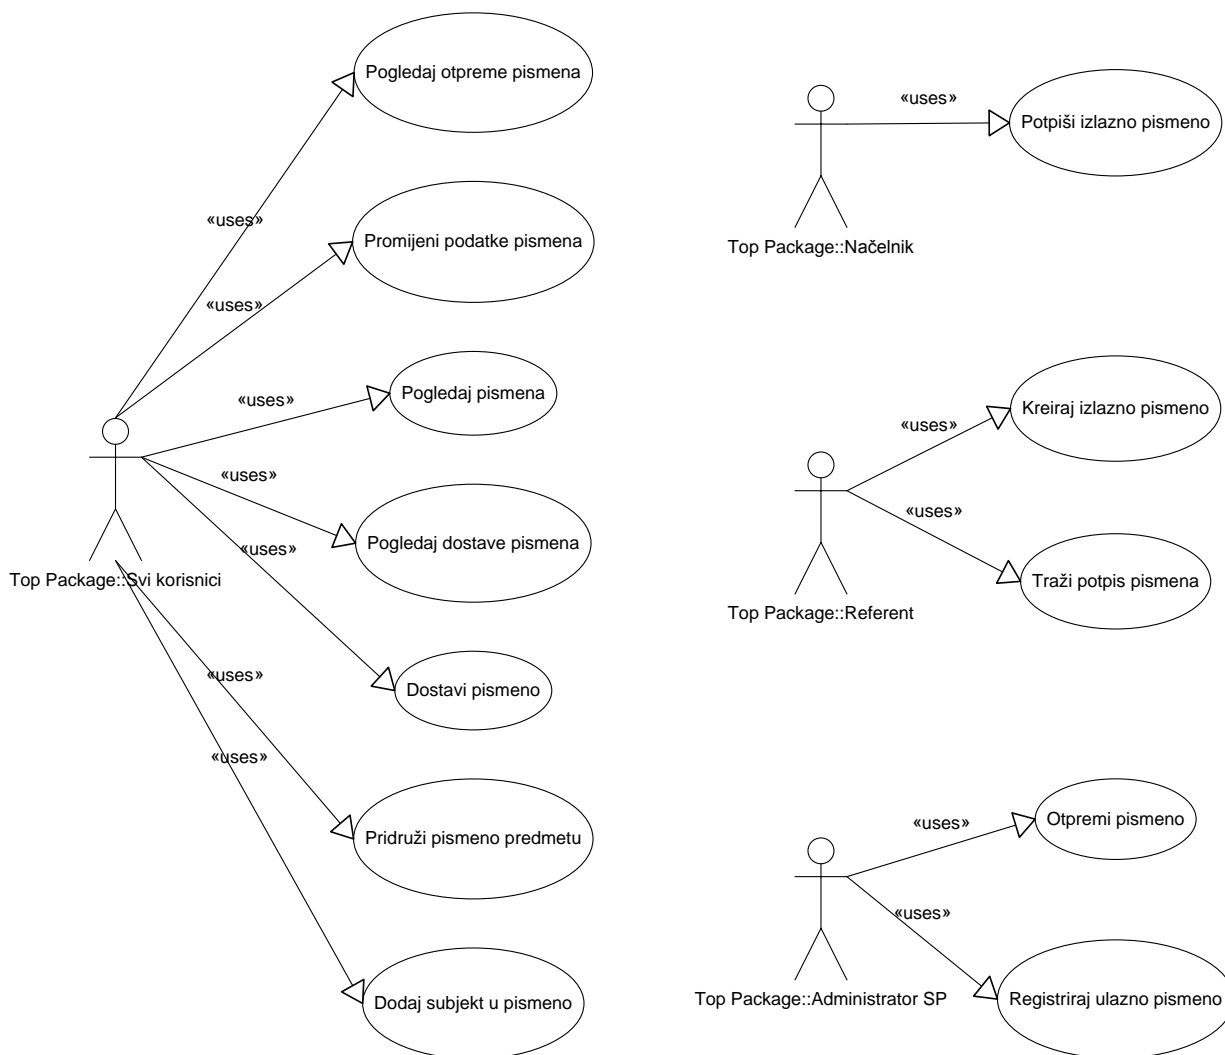 Pogledaj otpreme pismena
«uses»
Promijeni podatke pismena
«uses»
Pogledaj pismena
«uses»
«uses»
Pogledaj dostave pismena
«uses»
Top Package::Svi korisnici
Dostavi pismeno
«uses»
Pridruži pismeno predmetu
«uses»
Dodaj subjekt u pismeno
«uses»
Potpiši izlazno pismeno
Top Package::Načelnik
«uses»
Kreiraj izlazno pismeno
«uses»
Traži potpis pismena
Top Package::Referent
«uses»
Otpremi pismeno
«uses»
Registriraj ulazno pismeno
Top Package::Administrator SP